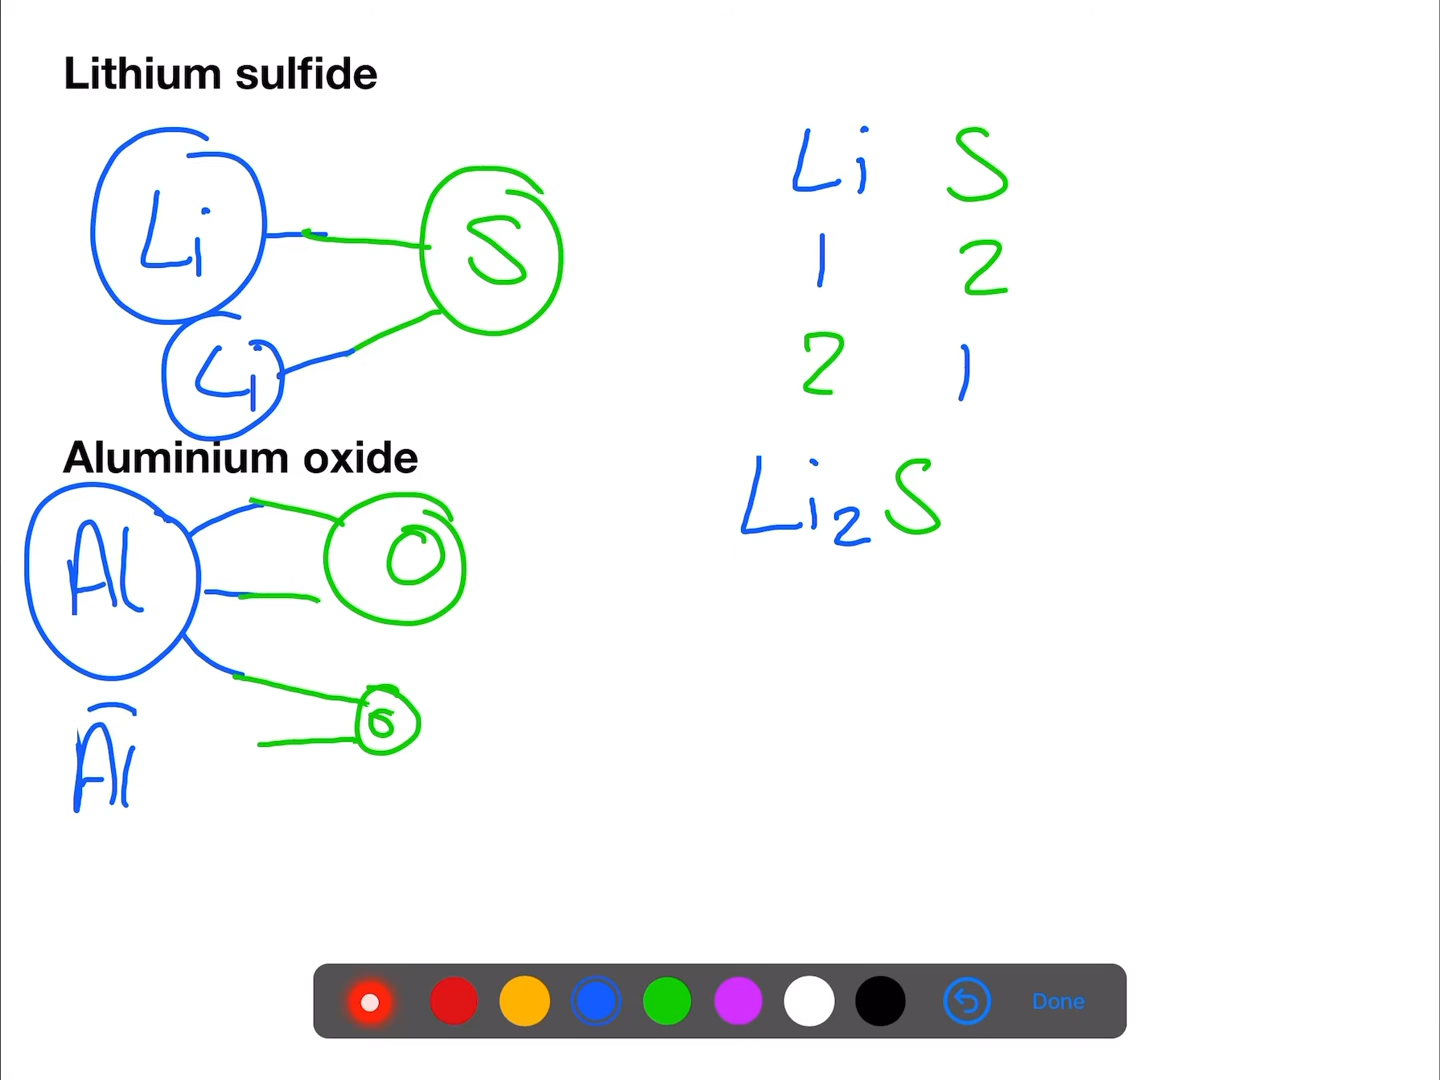 Lithium sulfide
Li S
Li S
1 2
Li
2 1
Aluminium oxide
Li2S
Al O
O
Al
Done